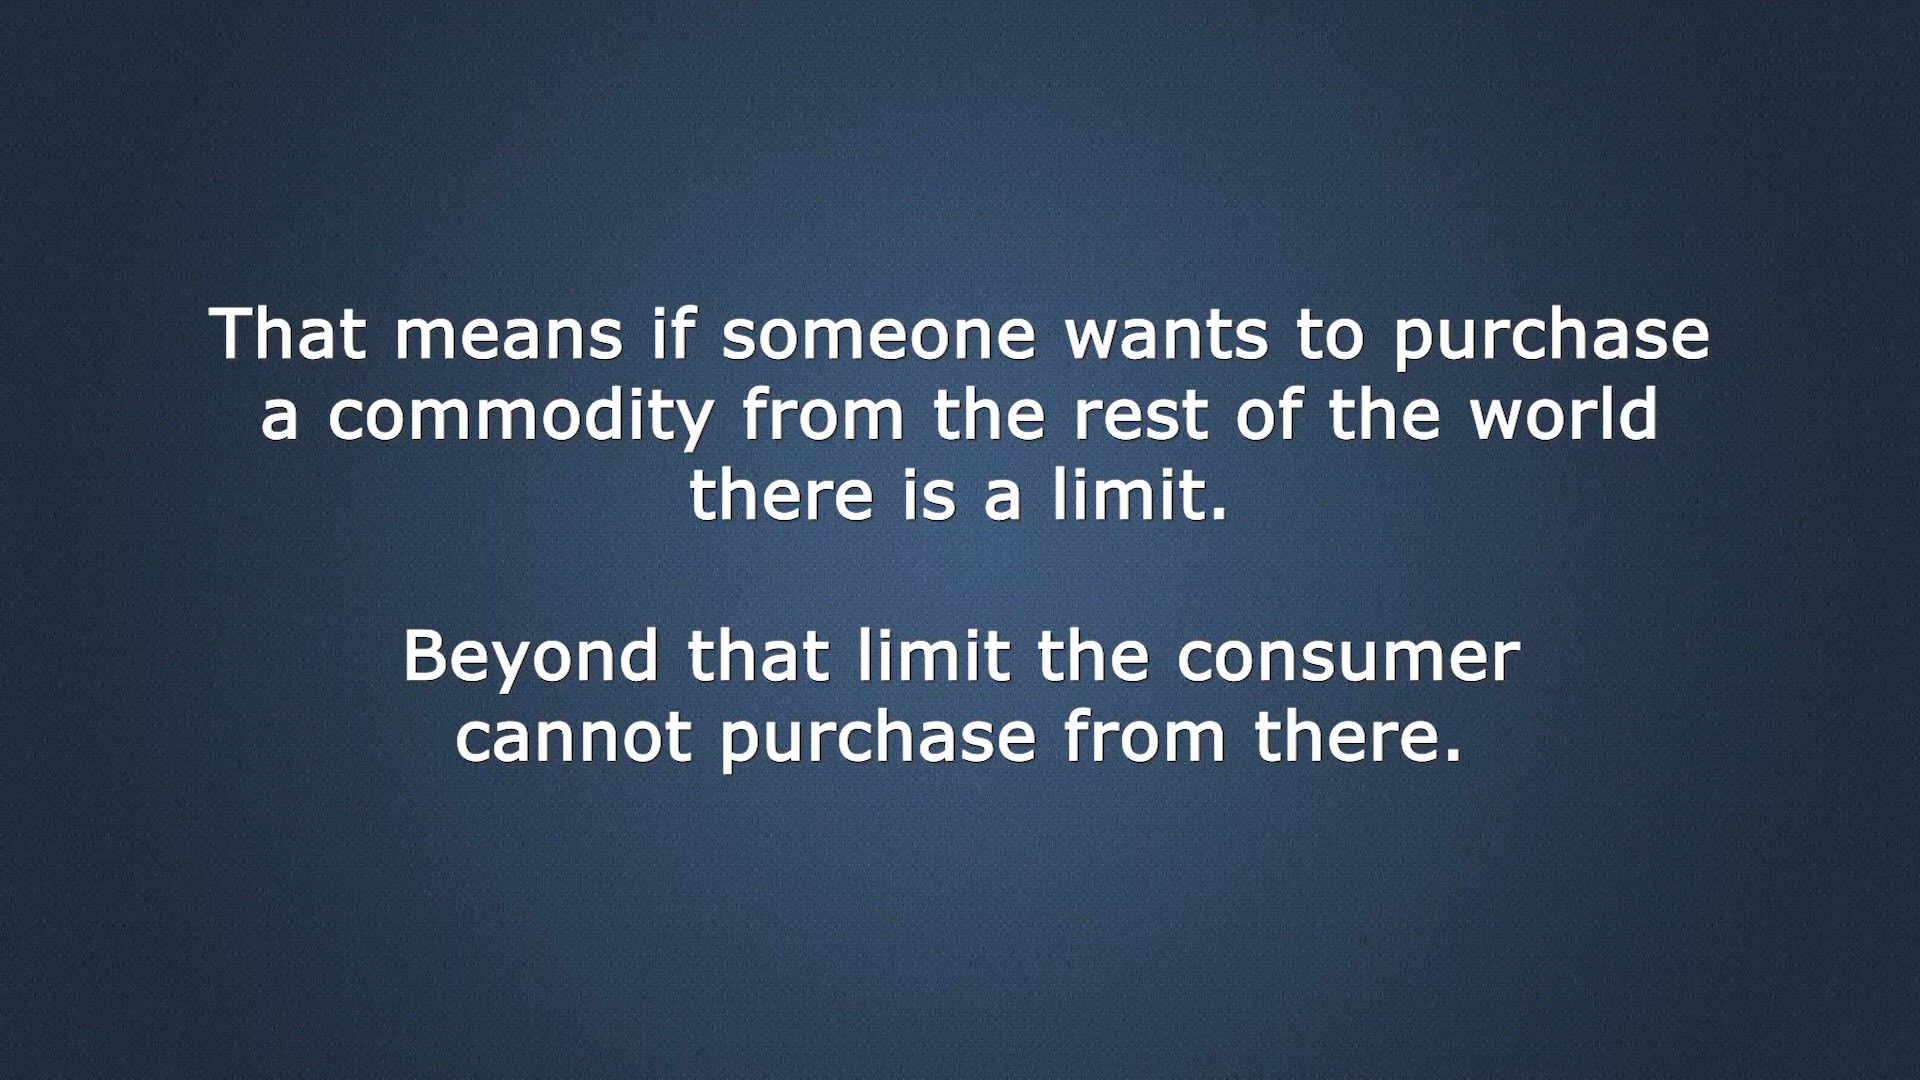 That means if someone wants to purchase
a commodity from the rest of the world
there is a limit.
Beyond that limit the consumer
cannot purchase from there.